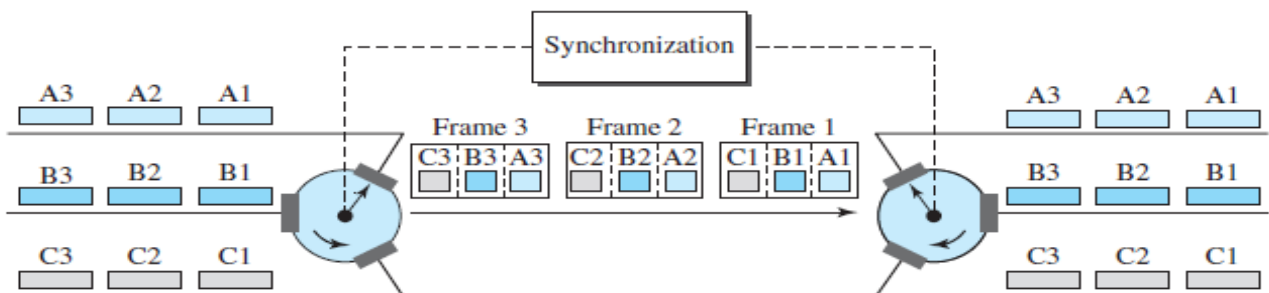 Synchronization
A3 A2 A1
Frame 3 Frame 2 Frame 1
A3 A2 A1
C3 B3 A3 C2 B2 A2 C1 B1 A1
B3 B2 B1
B3 B2 B1
C3 C2 C1
C3 C2 C1